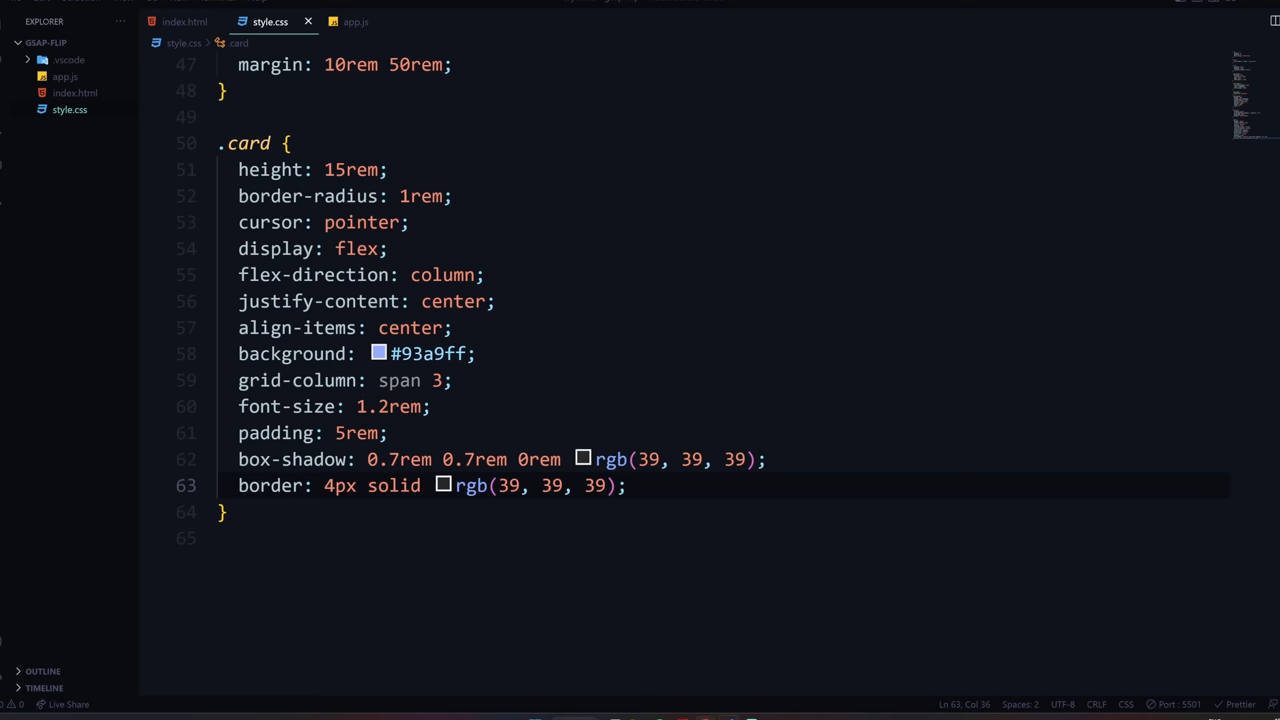 EXPLORER
GSAP-FLIP
.vscode
app.js
index.html
style.css
index.html
style.css
app.js
style.css > .card
47 margin: 10rem 50rem;
48 }
49
50 .card {
51 height: 15rem;
52 border-radius: 1rem;
53 cursor: pointer;
54 display: flex;
55 flex-direction: column;
56 justify-content: center;
57 align-items: center;
58 background: #93a9ff;
59 grid-column: span 3;
60 font-size: 1.2rem;
61 padding: 5rem;
62 box-shadow: 0.7rem 0.7rem 0rem rgb(39, 39, 39);
63 border: 4px solid rgb(39, 39, 39);
64 }
65
OUTLINE
TIMELINE
0 0 Live Share
Ln 63, Col 36 Spaces: 2 UTF-8 CRLF CSS Port : 5501 Prettier